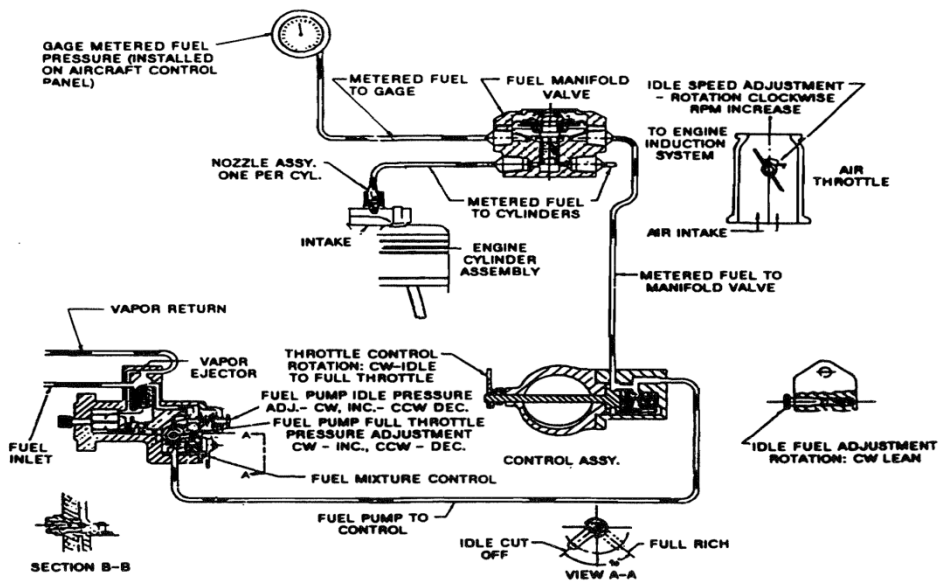 GAGE METERED FUEL
PRESSURE (INSTALLED
ON AIRCRAFT CONTROL
PANEL)
METERED FUEL
TO GAGE
FUEL MANIFOLD
VALVE
IDLE SPEED ADJUSTMENT
- ROTATION CLOCKWISE
RPM INCREASE
TO ENGINE
INDUCTION
SYSTEM
AIR
THROTTLE
AIR INTAKE
NOZZLE ASSY.
ONE PER CYL.
METERED FUEL
TO CYLINDERS
INTAKE
ENGINE
CYLINDER
ASSEMBLY
METERED FUEL TO
MANIFOLD VALVE
VAPOR RETURN
VAPOR
EJECTOR
THROTTLE CONTROL
ROTATION: CW-IDLE
TO FULL THROTTLE
FUEL PUMP IDLE PRESSURE
ADJ.- CW, INC.- CCW DEC.
FUEL PUMP FULL THROTTLE
PRESSURE ADJUSTMENT
CW - INC., CCW - DEC.
A
A
FUEL
INLET
FUEL MIXTURE CONTROL
CONTROL ASSY.
IDLE FUEL ADJUSTMENT
ROTATION: CW LEAN
FUEL PUMP TO
CONTROL
SECTION B-B
IDLE CUT
OFF
FULL RICH
VIEW A-A